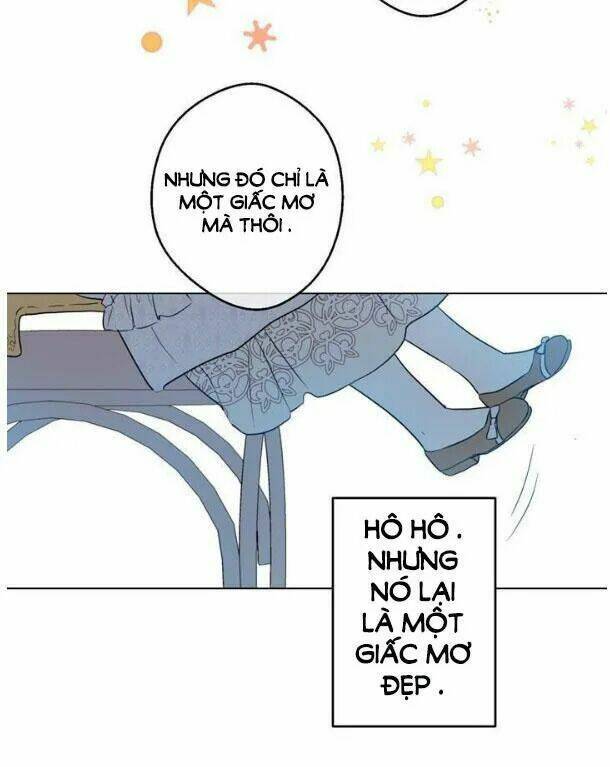 NHƯNG ĐÓ CHỈ LÀ
MỘT GIẤC MƠ
MÀ THÔI .
HÔ HÔ .
NHƯNG
NÓ LẠI
LÀ MỘT
GIẤC MƠ
ĐẸP .